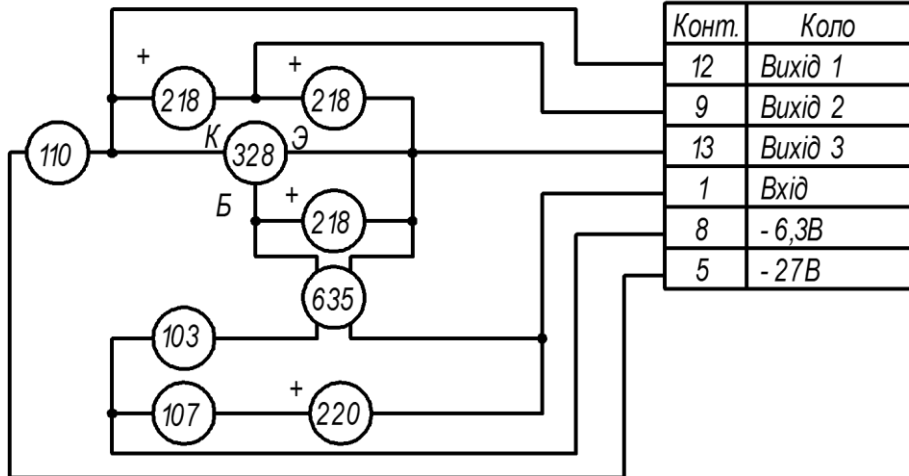 Конт. Коло
12 Вихід 1
9 Вихід 2
13 Вихід 3
1 Вхід
8 - 6,3В
5 - 27В
+ +
218 218
110 К 328 Э
Б +
218
635
103
+
107 220